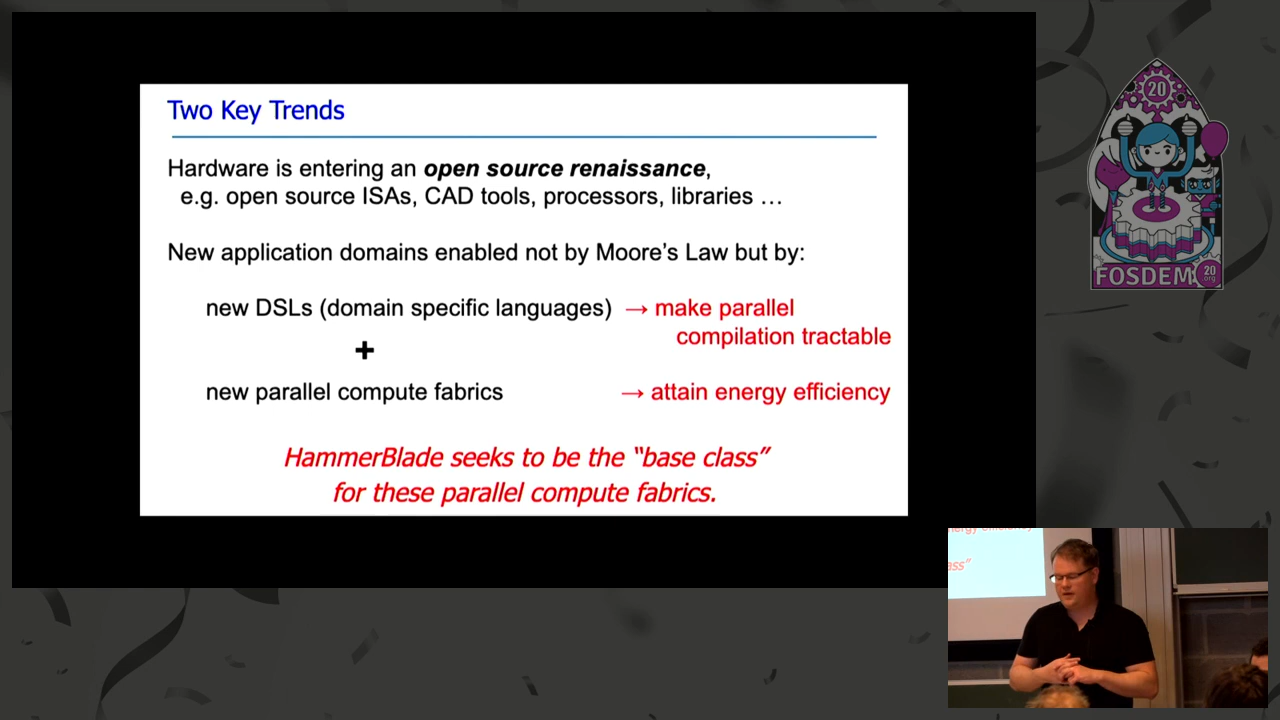 Two Key Trends
Hardware is entering an open source renaissance,
e.g. open source ISAs, CAD tools, processors, libraries …
New application domains enabled not by Moore's Law but by:
new DSLs (domain specific languages) → make parallel
compilation tractable
+
new parallel compute fabrics → attain energy efficiency
HammerBlade seeks to be the “base class”
for these parallel compute fabrics.
20
FOSDEM
20
.org
ass”